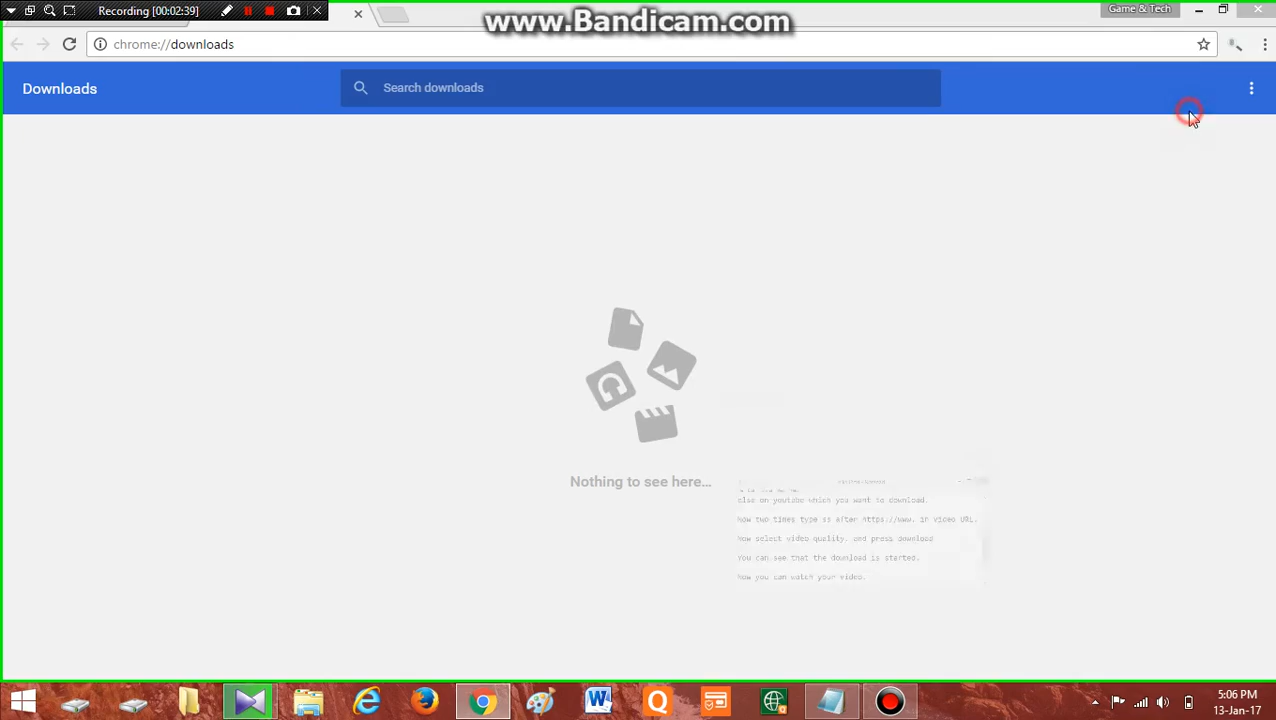 Recording [00:02:39]
www.Bandicam.com
Game & Tech
chrome://downloads
Downloads
Search downloads
Nothing to see here...
else on youtube which you want to download.
Now two times type ss after https://www. in video URL.
Now select video quality. and press download
You can see that the download is started.
Now you can watch your video.
5:06 PM
13-Jan-17